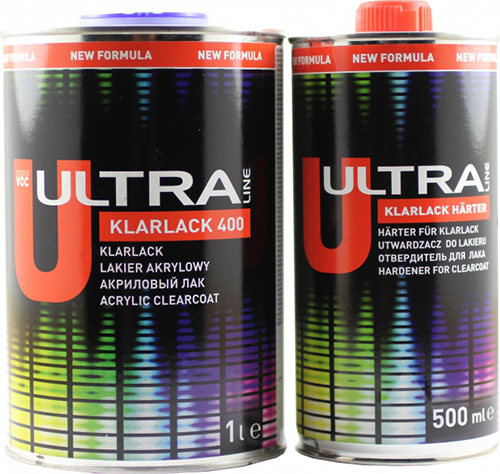 NEW FORMULA
NEW FORMULA
VOC
ULTRA
LINE
KLARLACK 400
KLARLACK
LAKIER AKRYLOWY
АКРИЛОВЫЙ ЛАК
ACRYLIC CLEARCOAT
1 l e
FORMULA
NEW FORMULA
NEW
ULTRA
LINE
KLARLACK HÄRTER
HÄRTER FÜR KLARLACK
UTWARDZACZ DO LAKIERU
ОТВЕРДИТЕЛЬ ДЛЯ ЛАКА
HARDENER FOR CLEARCOAT
500 ml e